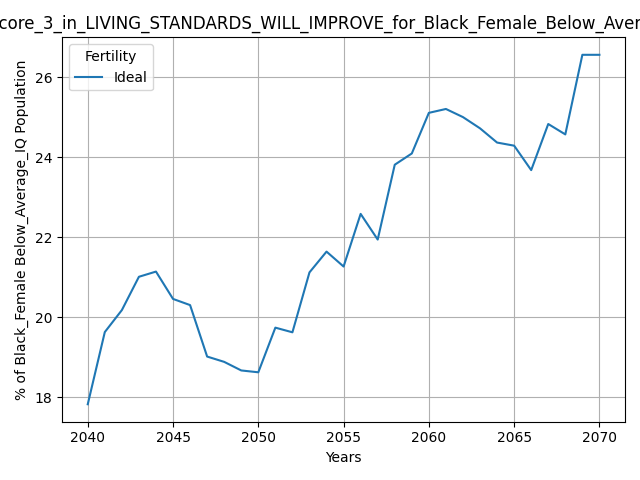 core_3_in_LIVING_STANDARDS_WILL_IMPROVE_for_Black_Female_Below_Aver
Fertility
Ideal
% of Black_Female Below_Average_IQ Population
26
24
22
20
18
2040 2045 2050 2055 2060 2065 2070
Years